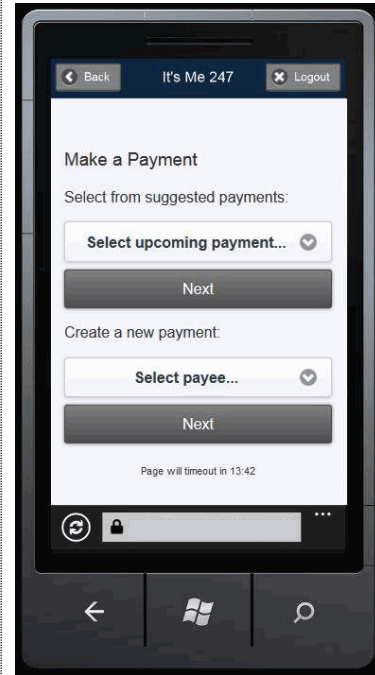 Back
It's Me 247
Logout
Make a Payment
Select from suggested payments:
Select upcoming payment...
Next
Create a new payment:
Select payee...
Next
Page will timeout in 13:42
...